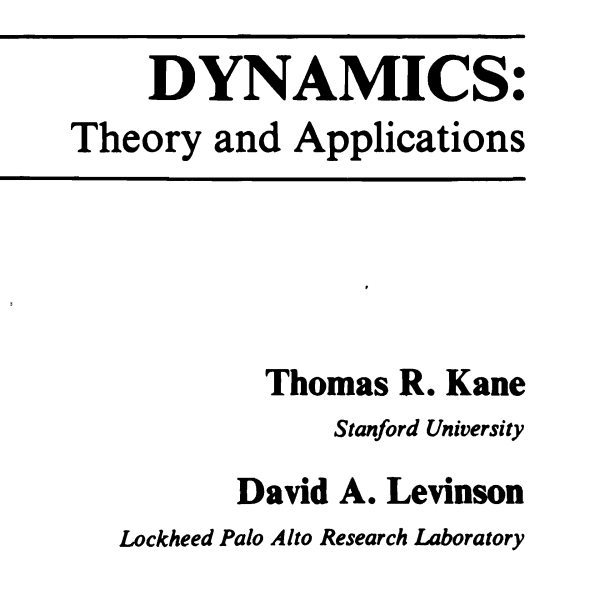 DYNAMICS:
Theory and Applications
Thomas R. Kane
Stanford University
David A. Levinson
Lockheed Palo Alto Research Laboratory